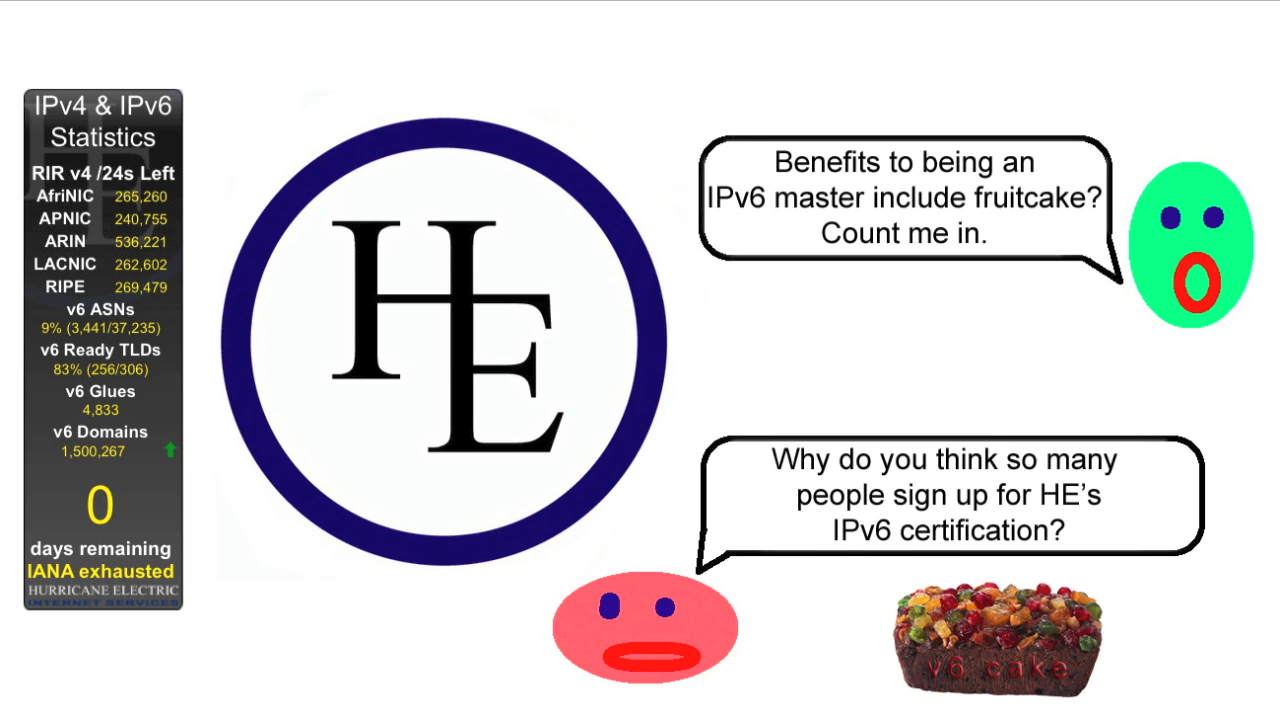 IPv4 & IPv6
Statistics
RIR v4 /24s Left
AfriNIC 265,260
APNIC 240,755
ARIN 536,221
LACNIC 262,602
RIPE 269,479
v6 ASNs
9% (3,441/37,235)
v6 Ready TLDs
83% (256/306)
v6 Glues
4,833
v6 Domains
1,500,267
0
days remaining
IANA exhausted
HURRICANE ELECTRIC
INTERNET SERVICES
HE
Benefits to being an
IPv6 master include fruitcake?
Count me in.
Why do you think so many
people sign up for HE’s
IPv6 certification?
v6 cake